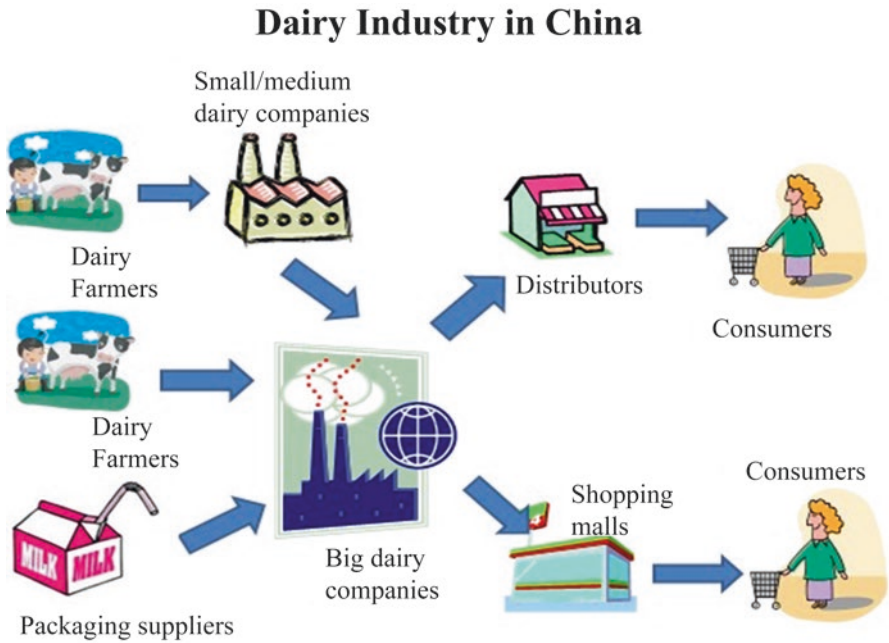 Dairy Industry in China
Small/medium
dairy companies
Dairy
Farmers
Distributors
Consumers
Dairy
Farmers
Big dairy
companies
MILK MILK
Packaging suppliers
Shopping
malls
Consumers